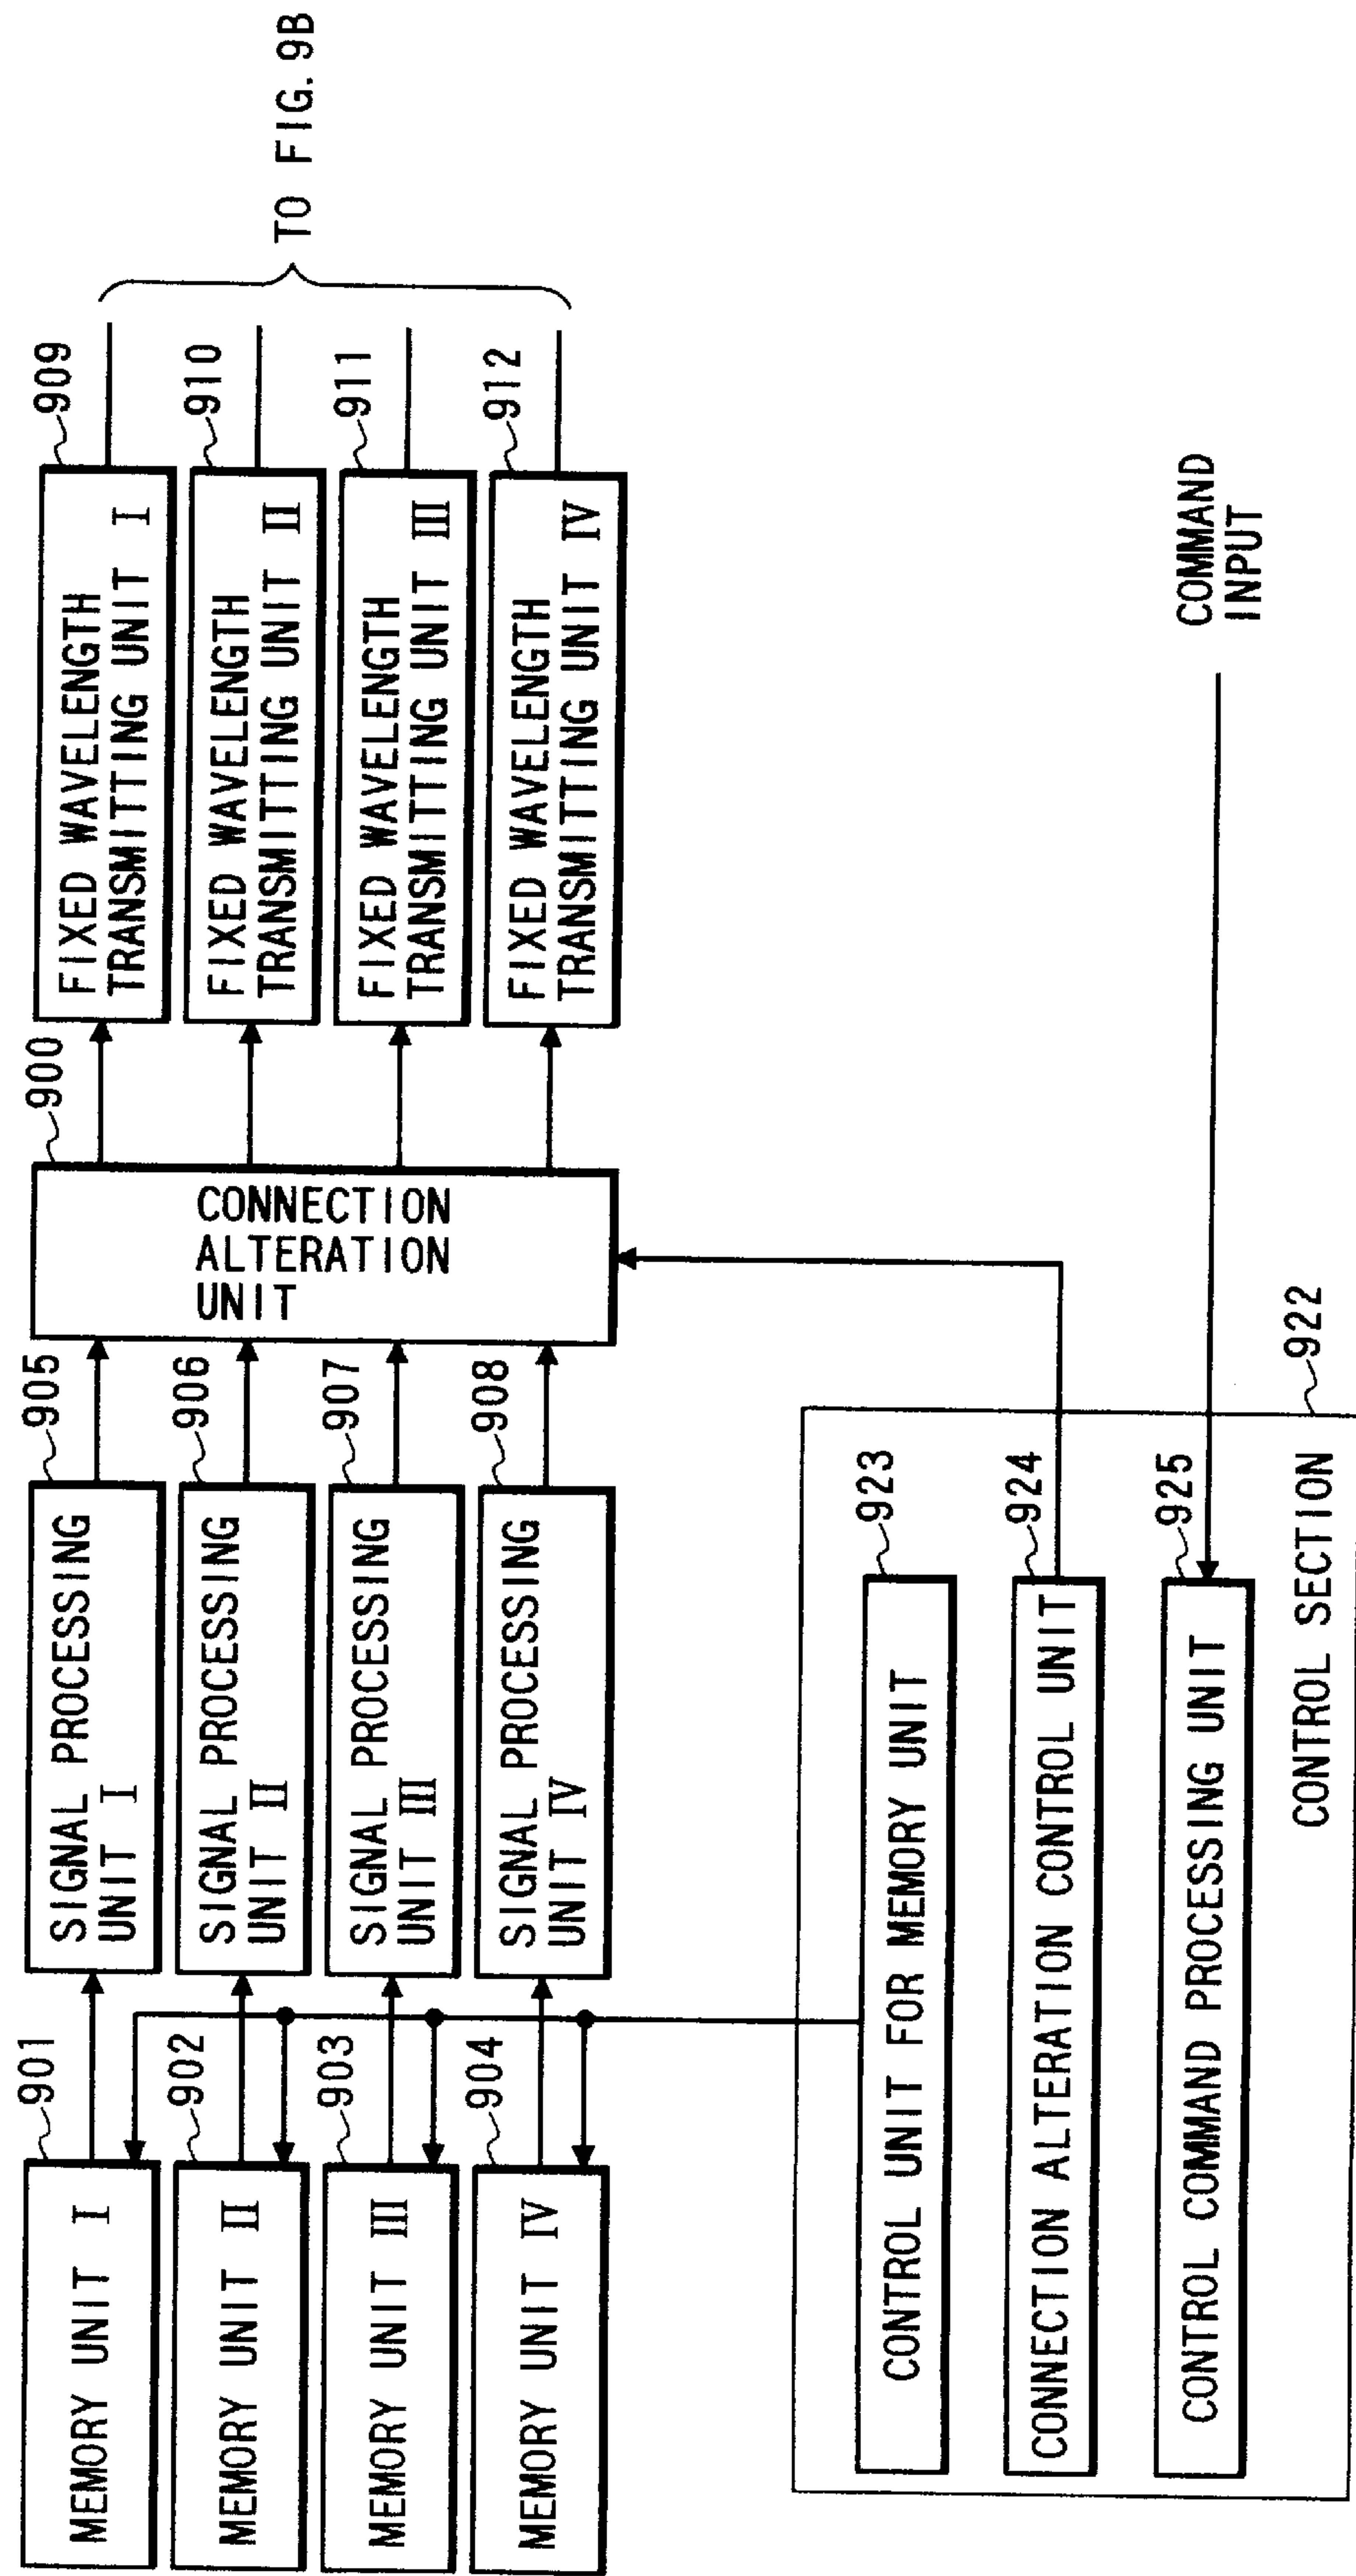 901
MEMORY UNIT I
902
MEMORY UNIT II
903
MEMORY UNIT III
904
MEMORY UNIT IV
905
SIGNAL PROCESSING
UNIT I
906
SIGNAL PROCESSING
UNIT II
907
SIGNAL PROCESSING
UNIT III
908
SIGNAL PROCESSING
UNIT IV
900
CONNECTION
ALTERATION
UNIT
909
FIXED WAVELENGTH
TRANSMITTING UNIT I
910
FIXED WAVELENGTH
TRANSMITTING UNIT II
911
FIXED WAVELENGTH
TRANSMITTING UNIT III
912
FIXED WAVELENGTH
TRANSMITTING UNIT IV
TO FIG. 9B
923
CONTROL UNIT FOR MEMORY UNIT
924
CONNECTION ALTERATION CONTROL UNIT
925
CONTROL COMMAND PROCESSING UNIT
CONTROL SECTION
922
COMMAND
INPUT